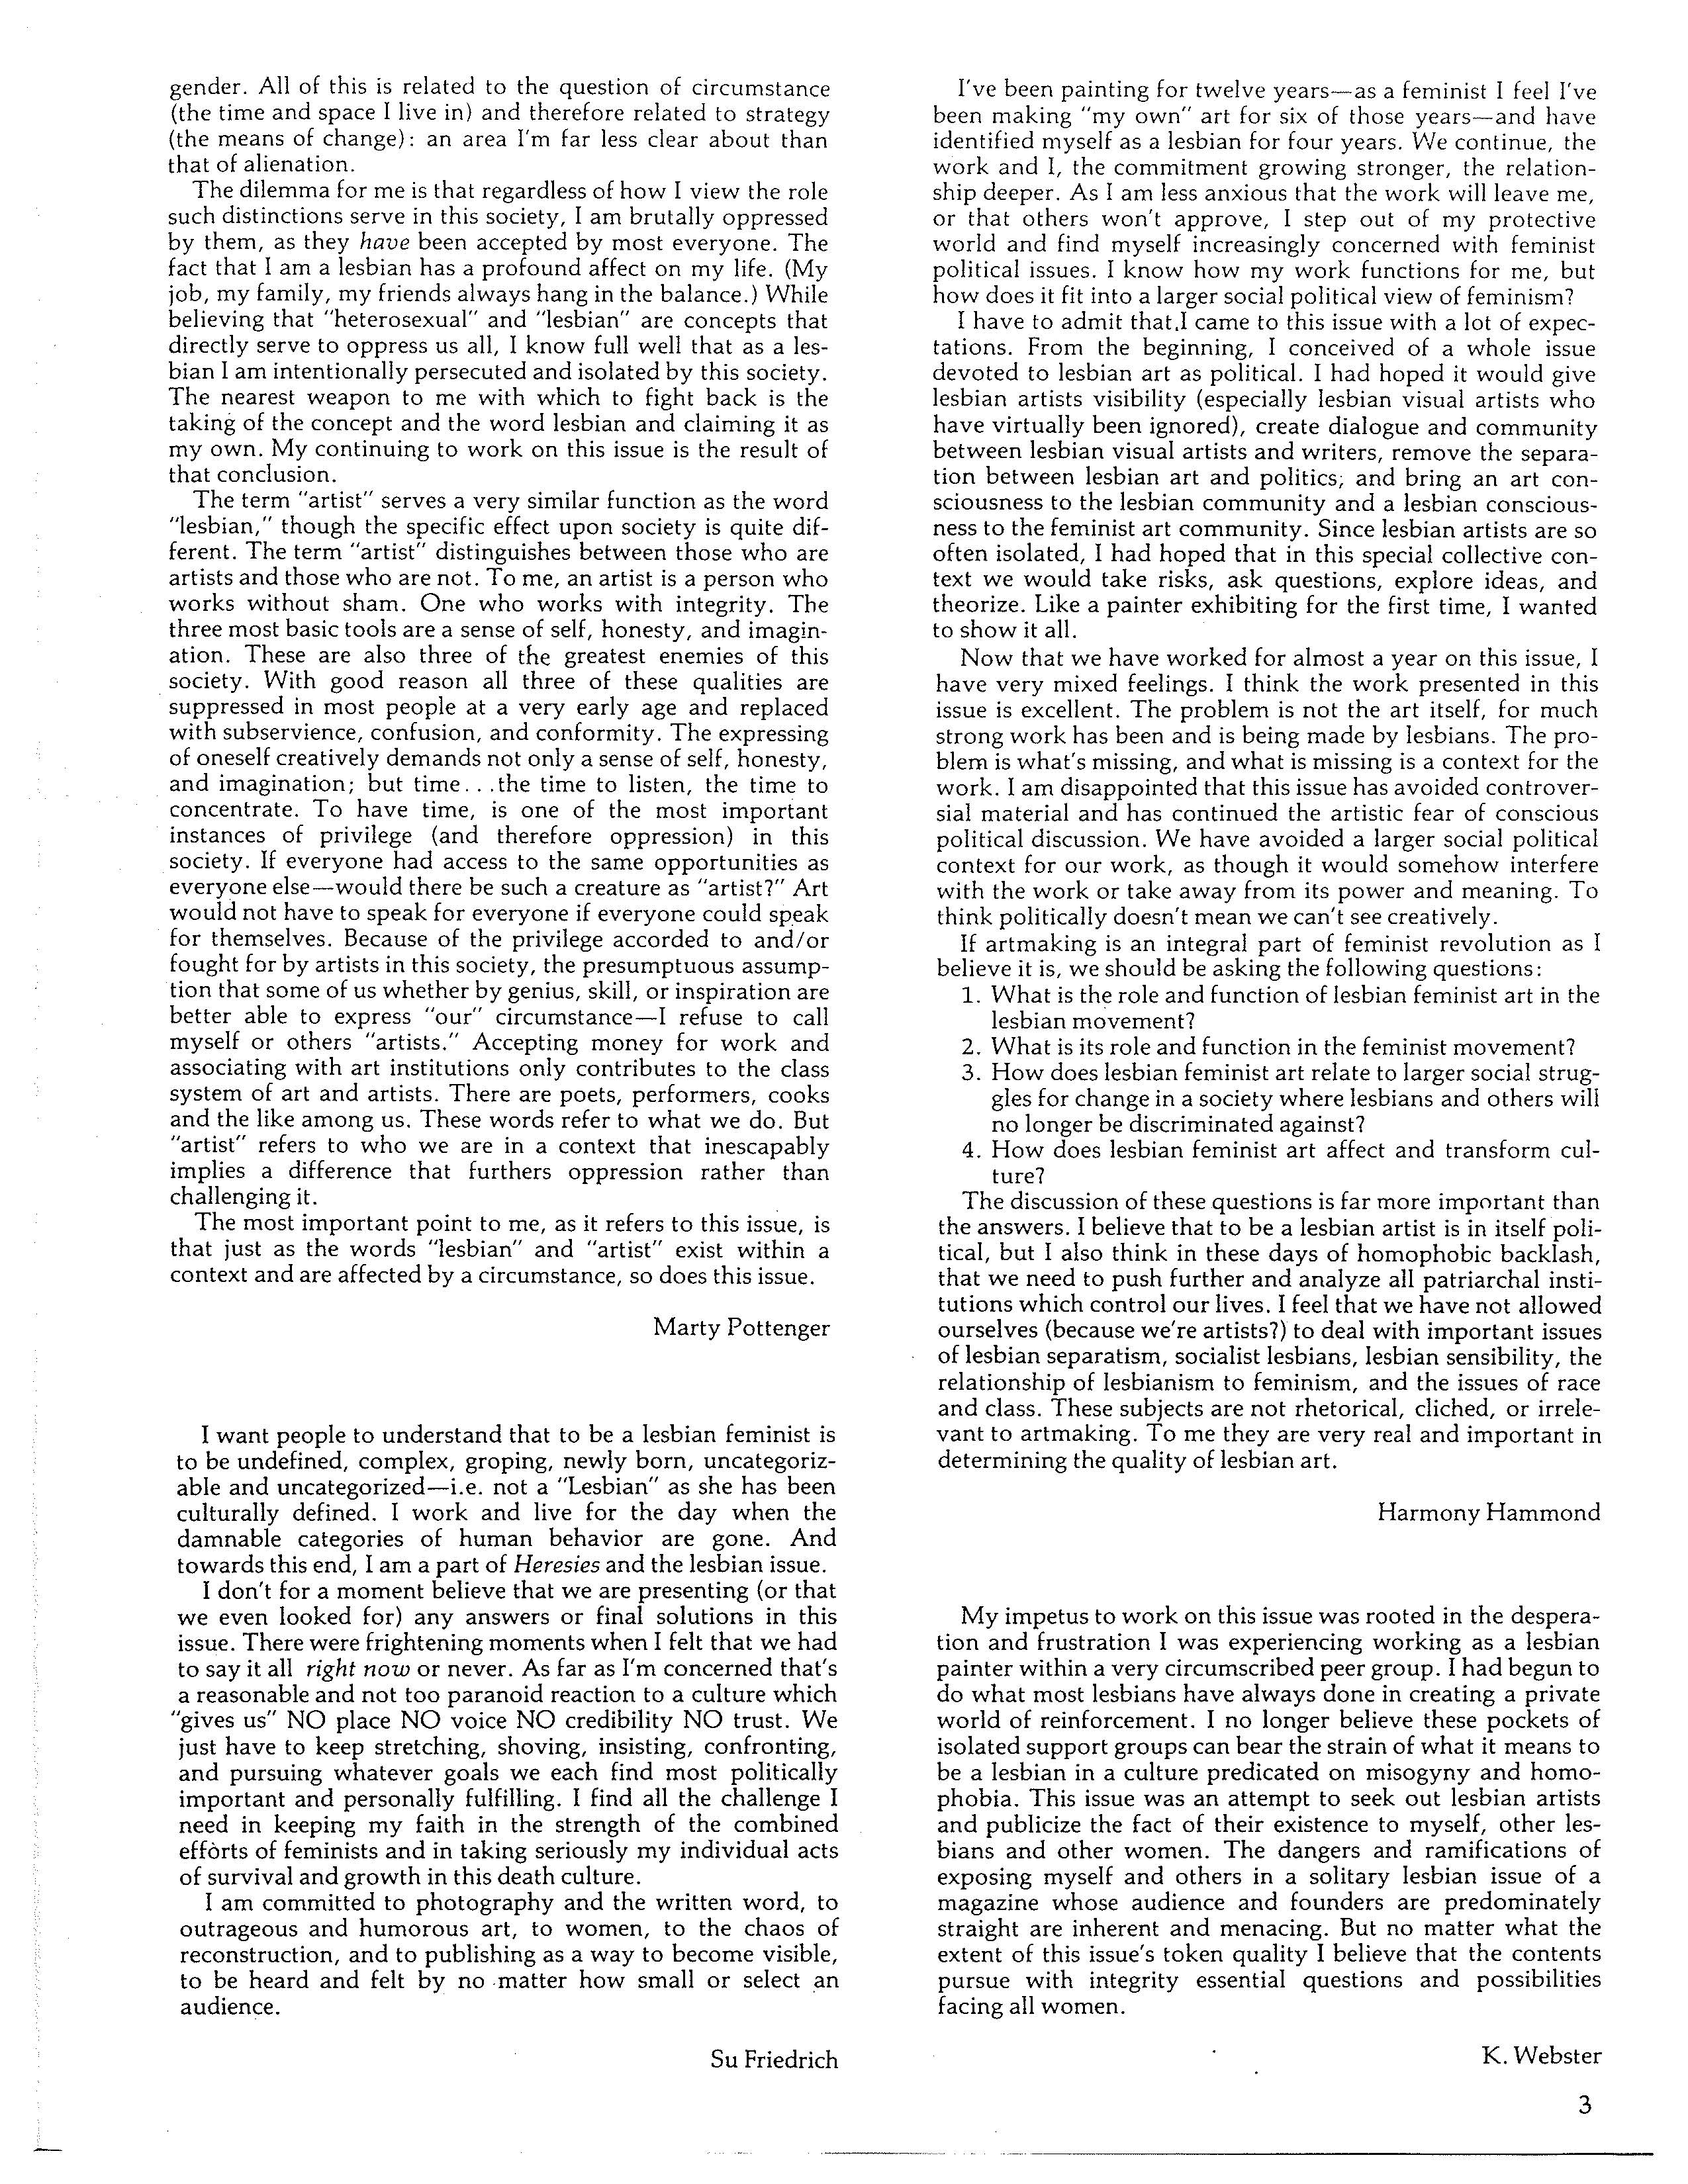 gender. All of this is related to the question of circumstance
(the time and space I live in) and therefore related to strategy
(the means of change): an area I'm far less clear about than
that of alienation.
The dilemma for me is that regardless of how I view the role
such distinctions serve in this society, I am brutally oppressed
by them, as they have been accepted by most everyone. The
fact that I am a lesbian has a profound affect on my life. (My
job, my family, my friends always hang in the balance.) While
believing that "heterosexual" and "lesbian" are concepts that
directly serve to oppress us all, I know full well that as a les-
bian I am intentionally persecuted and isolated by this society.
The nearest weapon to me with which to fight back is the
taking of the concept and the word lesbian and claiming it as
my own. My continuing to work on this issue is the result of
that conclusion.
The term "artist" serves a very similar function as the word
"lesbian," though the specific effect upon society is quite dif-
ferent. The term "artist" distinguishes between those who are
artists and those who are not. To me, an artist is a person who
works without sham. One who works with integrity. The
three most basic tools are a sense of self, honesty, and imagin-
ation. These are also three of the greatest enemies of this
society. With good reason all three of these qualities are
suppressed in most people at a very early age and replaced
with subservience, confusion, and conformity. The expressing
of oneself creatively demands not only a sense of self, honesty,
and imagination; but time. . .the time to listen, the time to
concentrate. To have time, is one of the most important
instances of privilege (and therefore oppression) in this
society. If everyone had access to the same opportunities as
everyone else—would there be such a creature as "artist?" Art
would not have to speak for everyone if everyone could speak
for themselves. Because of the privilege accorded to and/or
fought for by artists in this society, the presumptuous assump-
tion that some of us whether by genius, skill, or inspiration are
better able to express "our" circumstance—I refuse to call
myself or others "artists." Accepting money for work and
associating with art institutions only contributes to the class
system of art and artists. There are poets, performers, cooks
and the like among us. These words refer to what we do. But
"artist" refers to who we are in a context that inescapably
implies a difference that furthers oppression rather than
challenging it.
The most important point to me, as it refers to this issue, is
that just as the words "lesbian" and "artist" exist within a
context and are affected by a circumstance, so does this issue.
Marty Pottenger
I want people to understand that to be a lesbian feminist is
to be undefined, complex, groping, newly born, uncategoriz-
able and uncategorized—i.e. not a "Lesbian" as she has been
culturally defined. I work and live for the day when the
damnable categories of human behavior are gone. And
towards this end, I am a part of Heresies and the lesbian issue.
I don't for a moment believe that we are presenting (or that
we even looked for) any answers or final solutions in this
issue. There were frightening moments when I felt that we had
to say it all right now or never. As far as I'm concerned that's
a reasonable and not too paranoid reaction to a culture which
"gives us" NO place NO voice NO credibility NO trust. We
just have to keep stretching, shoving, insisting, confronting,
and pursuing whatever goals we each find most politically
important and personally fulfilling. I find all the challenge I
need in keeping my faith in the strength of the combined
efforts of feminists and in taking seriously my individual acts
of survival and growth in this death culture.
I am committed to photography and the written word, to
outrageous and humorous art, to women, to the chaos of
reconstruction, and to publishing as a way to become visible,
to be heard and felt by no matter how small or select an
audience.
Su Friedrich
I've been painting for twelve years—as a feminist I feel I've
been making "my own" art for six of those years—and have
identified myself as a lesbian for four years. We continue, the
work and I, the commitment growing stronger, the relation-
ship deeper. As I am less anxious that the work will leave me,
or that others won't approve, I step out of my protective
world and find myself increasingly concerned with feminist
political issues. I know how my work functions for me, but
how does it fit into a larger social political view of feminism?
I have to admit that I came to this issue with a lot of expec-
tations. From the beginning, I conceived of a whole issue
devoted to lesbian art as political. I had hoped it would give
lesbian artists visibility (especially lesbian visual artists who
have virtually been ignored), create dialogue and community
between lesbian visual artists and writers, remove the separa-
tion between lesbian art and politics; and bring an art con-
sciousness to the lesbian community and a lesbian conscious-
ness to the feminist art community. Since lesbian artists are so
often isolated, I had hoped that in this special collective con-
text we would take risks, ask questions, explore ideas, and
theorize. Like a painter exhibiting for the first time, I wanted
to show it all.
Now that we have worked for almost a year on this issue, I
have very mixed feelings. I think the work presented in this
issue is excellent. The problem is not the art itself, for much
strong work has been and is being made by lesbians. The pro-
blem is what's missing, and what is missing is a context for the
work. I am disappointed that this issue has avoided controver-
sial material and has continued the artistic fear of conscious
political discussion. We have avoided a larger social political
context for our work, as though it would somehow interfere
with the work or take away from its power and meaning. To
think politically doesn't mean we can't see creatively.
If artmaking is an integral part of feminist revolution as I
believe it is, we should be asking the following questions:
1. What is the role and function of lesbian feminist art in the
lesbian movement?
2. What is its role and function in the feminist movement?
3. How does lesbian feminist art relate to larger social strug-
gles for change in a society where lesbians and others will
no longer be discriminated against?
4. How does lesbian feminist art affect and transform cul-
ture?
The discussion of these questions is far more important than
the answers. I believe that to be a lesbian artist is in itself poli-
tical, but I also think in these days of homophobic backlash,
that we need to push further and analyze all patriarchal insti-
tutions which control our lives. I feel that we have not allowed
ourselves (because we're artists?) to deal with important issues
of lesbian separatism, socialist lesbians, lesbian sensibility, the
relationship of lesbianism to feminism, and the issues of race
and class. These subjects are not rhetorical, cliched, or irrele-
vant to artmaking. To me they are very real and important in
determining the quality of lesbian art.
Harmony Hammond
My impetus to work on this issue was rooted in the despera-
tion and frustration I was experiencing working as a lesbian
painter within a very circumscribed peer group. I had begun to
do what most lesbians have always done in creating a private
world of reinforcement. I no longer believe these pockets of
isolated support groups can bear the strain of what it means to
be a lesbian in a culture predicated on misogyny and homo-
phobia. This issue was an attempt to seek out lesbian artists
and publicize the fact of their existence to myself, other les-
bians and other women. The dangers and ramifications of
exposing myself and others in a solitary lesbian issue of a
magazine whose audience and founders are predominately
straight are inherent and menacing. But no matter what the
extent of this issue's token quality I believe that the contents
pursue with integrity essential questions and possibilities
facing all women.
K. Webster
3